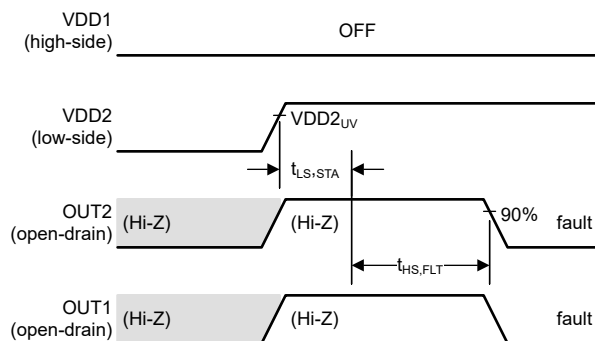 VDD1
(high-side)
OFF
VDD2
(low-side)
VDD2UV
tLS,STA
OUT2
(open-drain)
(Hi-Z)
(Hi-Z)
90%
fault
tHS,FLT
OUT1
(open-drain)
(Hi-Z)
(Hi-Z)
fault